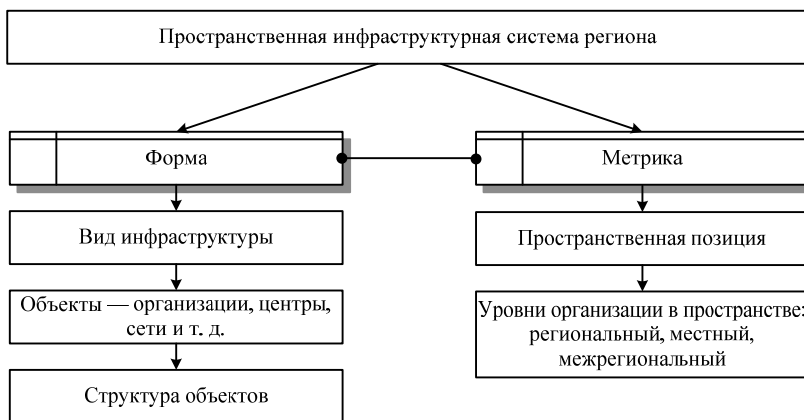 Пространственная инфраструктурная система региона
Форма
Метрика
Вид инфраструктуры
Пространственная позиция
Объекты — организации, центры,
сети и т. д.
Уровни организации в пространстве:
региональный, местный,
межрегиональный
Структура объектов